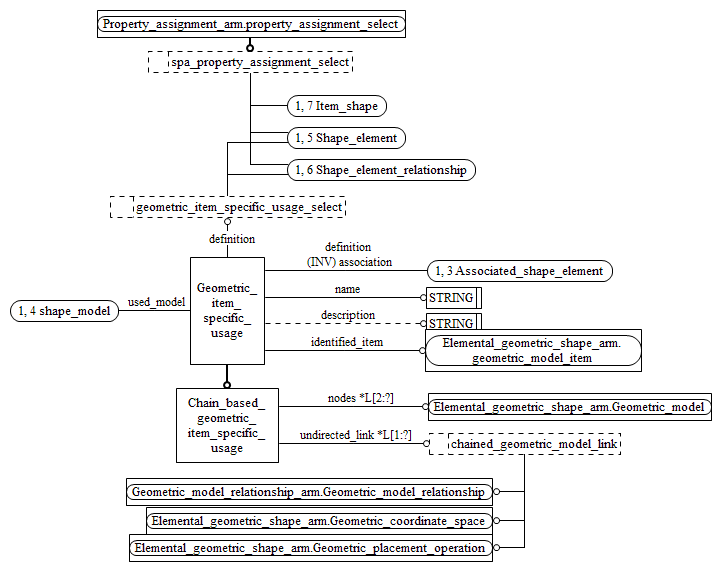 Property_assignment_arm.property_assignment_select
spa_property_assignment_select
1, 7 Item_shape
1, 5 Shape_element
1, 6 Shape_element_relationship
geometric_item_specific_usage_select
definition
definition
(INV) association
1, 3 Associated_shape_element
Geometric_
item_
specific_
usage
name
STRING
1, 4 shape_model
used_model
description
STRING
identified_item
Elemental_geometric_shape_arm.
geometric_model_item
Chain_based_
geometric_
item_specific_
usage
nodes *L[2:?]
Elemental_geometric_shape_arm.Geometric_model
undirected_link *L[1:?]
chained_geometric_model_link
Geometric_model_relationship_arm.Geometric_model_relationship
Elemental_geometric_shape_arm.Geometric_coordinate_space
Elemental_geometric_shape_arm.Geometric_placement_operation